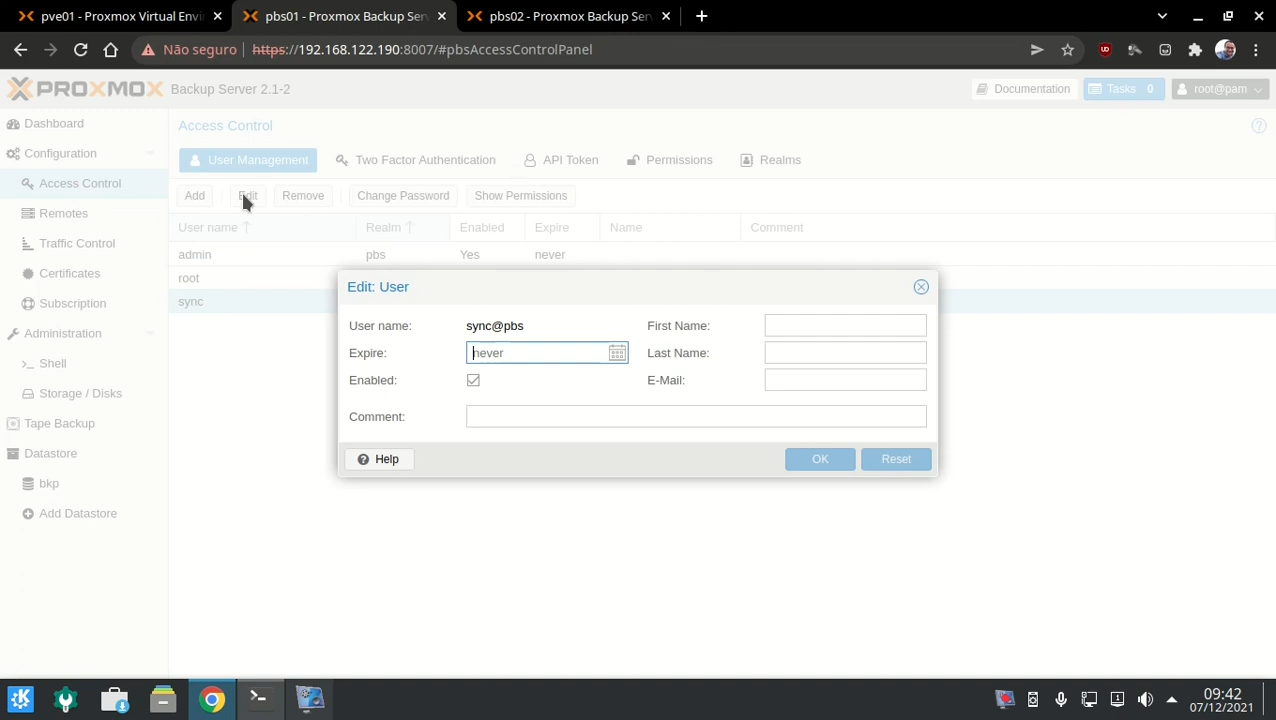 pve01 - Proxmox Virtual Envi
pbs01 - Proxmox Backup Serv
pbs02 - Proxmox Backup Serv
Não seguro
https://192.168.122.190:8007/#pbsAccessControlPanel
PROXMOX Backup Server 2.1-2
Documentation
Tasks 0
root@pam
Dashboard
Configuration
Access Control
Remotes
Traffic Control
Certificates
Subscription
Administration
Shell
Storage / Disks
Tape Backup
Datastore
bkp
Add Datastore
Access Control
User Management
Two Factor Authentication
API Token
Permissions
Realms
Add
Edit
Remove
Change Password
Show Permissions
User name
Realm
Enabled
Expire
Name
Comment
admin pbs Yes never
root
sync
Edit: User
User name: sync@pbs
First Name:
Expire: never
Last Name:
Enabled:
E-Mail:
Comment:
Help
OK
Reset
09:42
07/12/2021